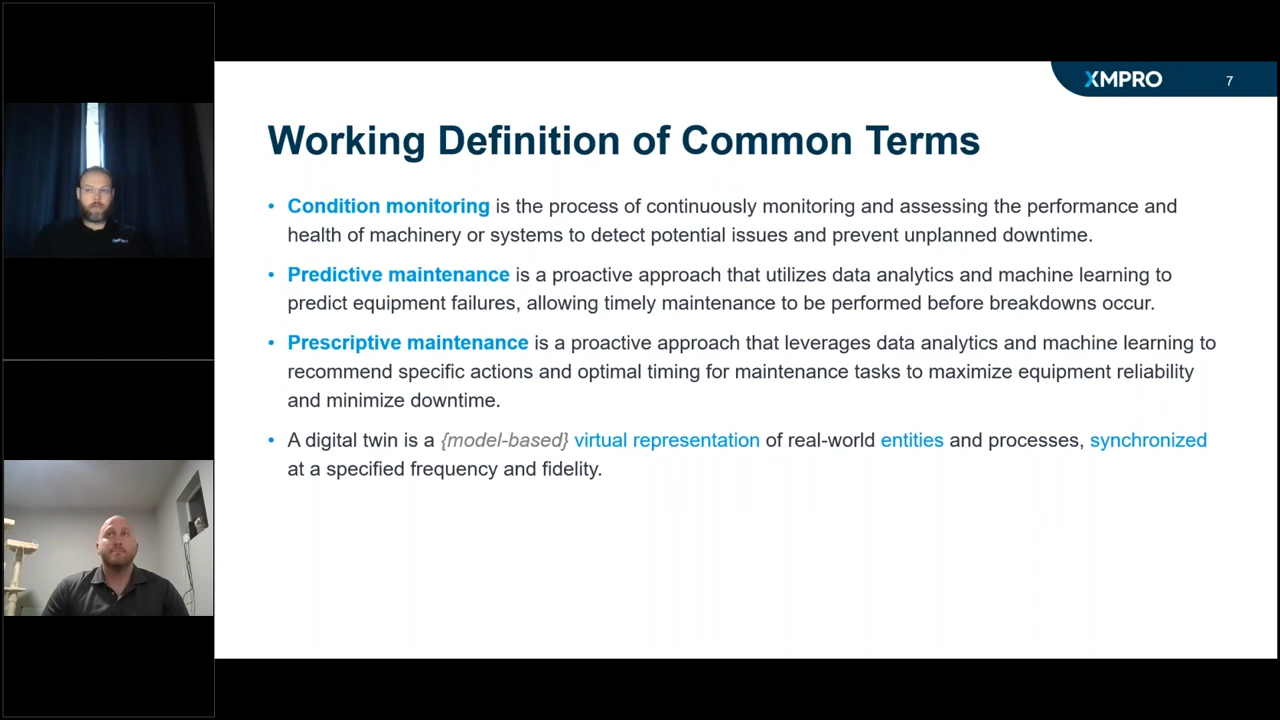 XMPRO
7
Working Definition of Common Terms
• Condition monitoring is the process of continuously monitoring and assessing the performance and
health of machinery or systems to detect potential issues and prevent unplanned downtime.
• Predictive maintenance is a proactive approach that utilizes data analytics and machine learning to
predict equipment failures, allowing timely maintenance to be performed before breakdowns occur.
• Prescriptive maintenance is a proactive approach that leverages data analytics and machine learning to
recommend specific actions and optimal timing for maintenance tasks to maximize equipment reliability
and minimize downtime.
• A digital twin is a {model-based} virtual representation of real-world entities and processes, synchronized
at a specified frequency and fidelity.